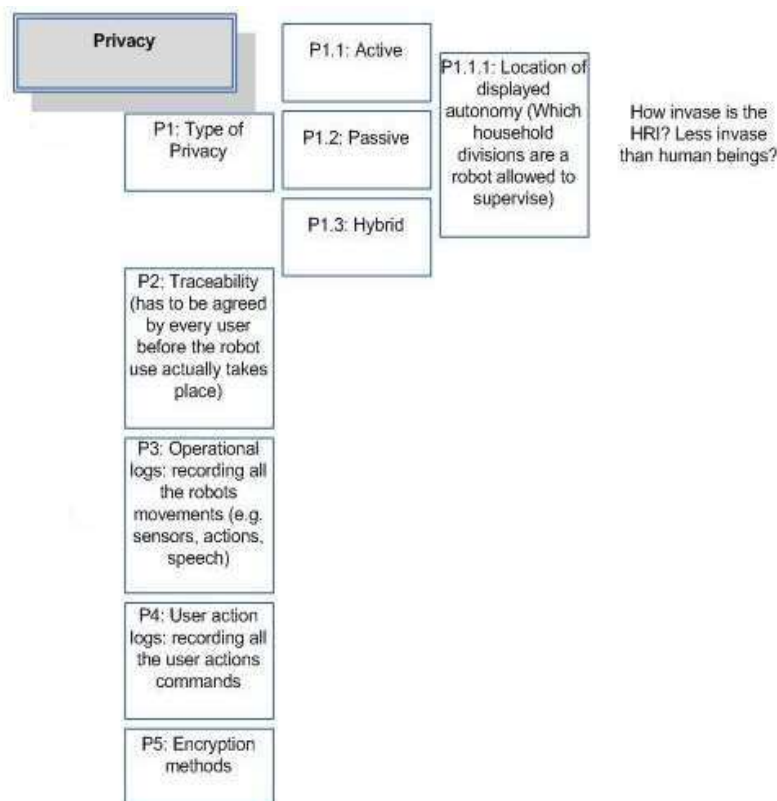 Privacy
P1: Type of
Privacy
P1.1: Active
P1.2: Passive
P1.3: Hybrid
P1.1.1: Location of
displayed
autonomy (Which
household
divisions are a
robot allowed to
supervise)
How invase is the
HRI? Less invase
than human beings?
P2: Traceability
(has to be agreed
by every user
before the robot
use actually takes
place)
P3: Operational
logs: recording all
the robots
movements (e.g.
sensors, actions,
speech)
P4: User action
logs: recording all
the user actions
commands
P5: Encryption
methods